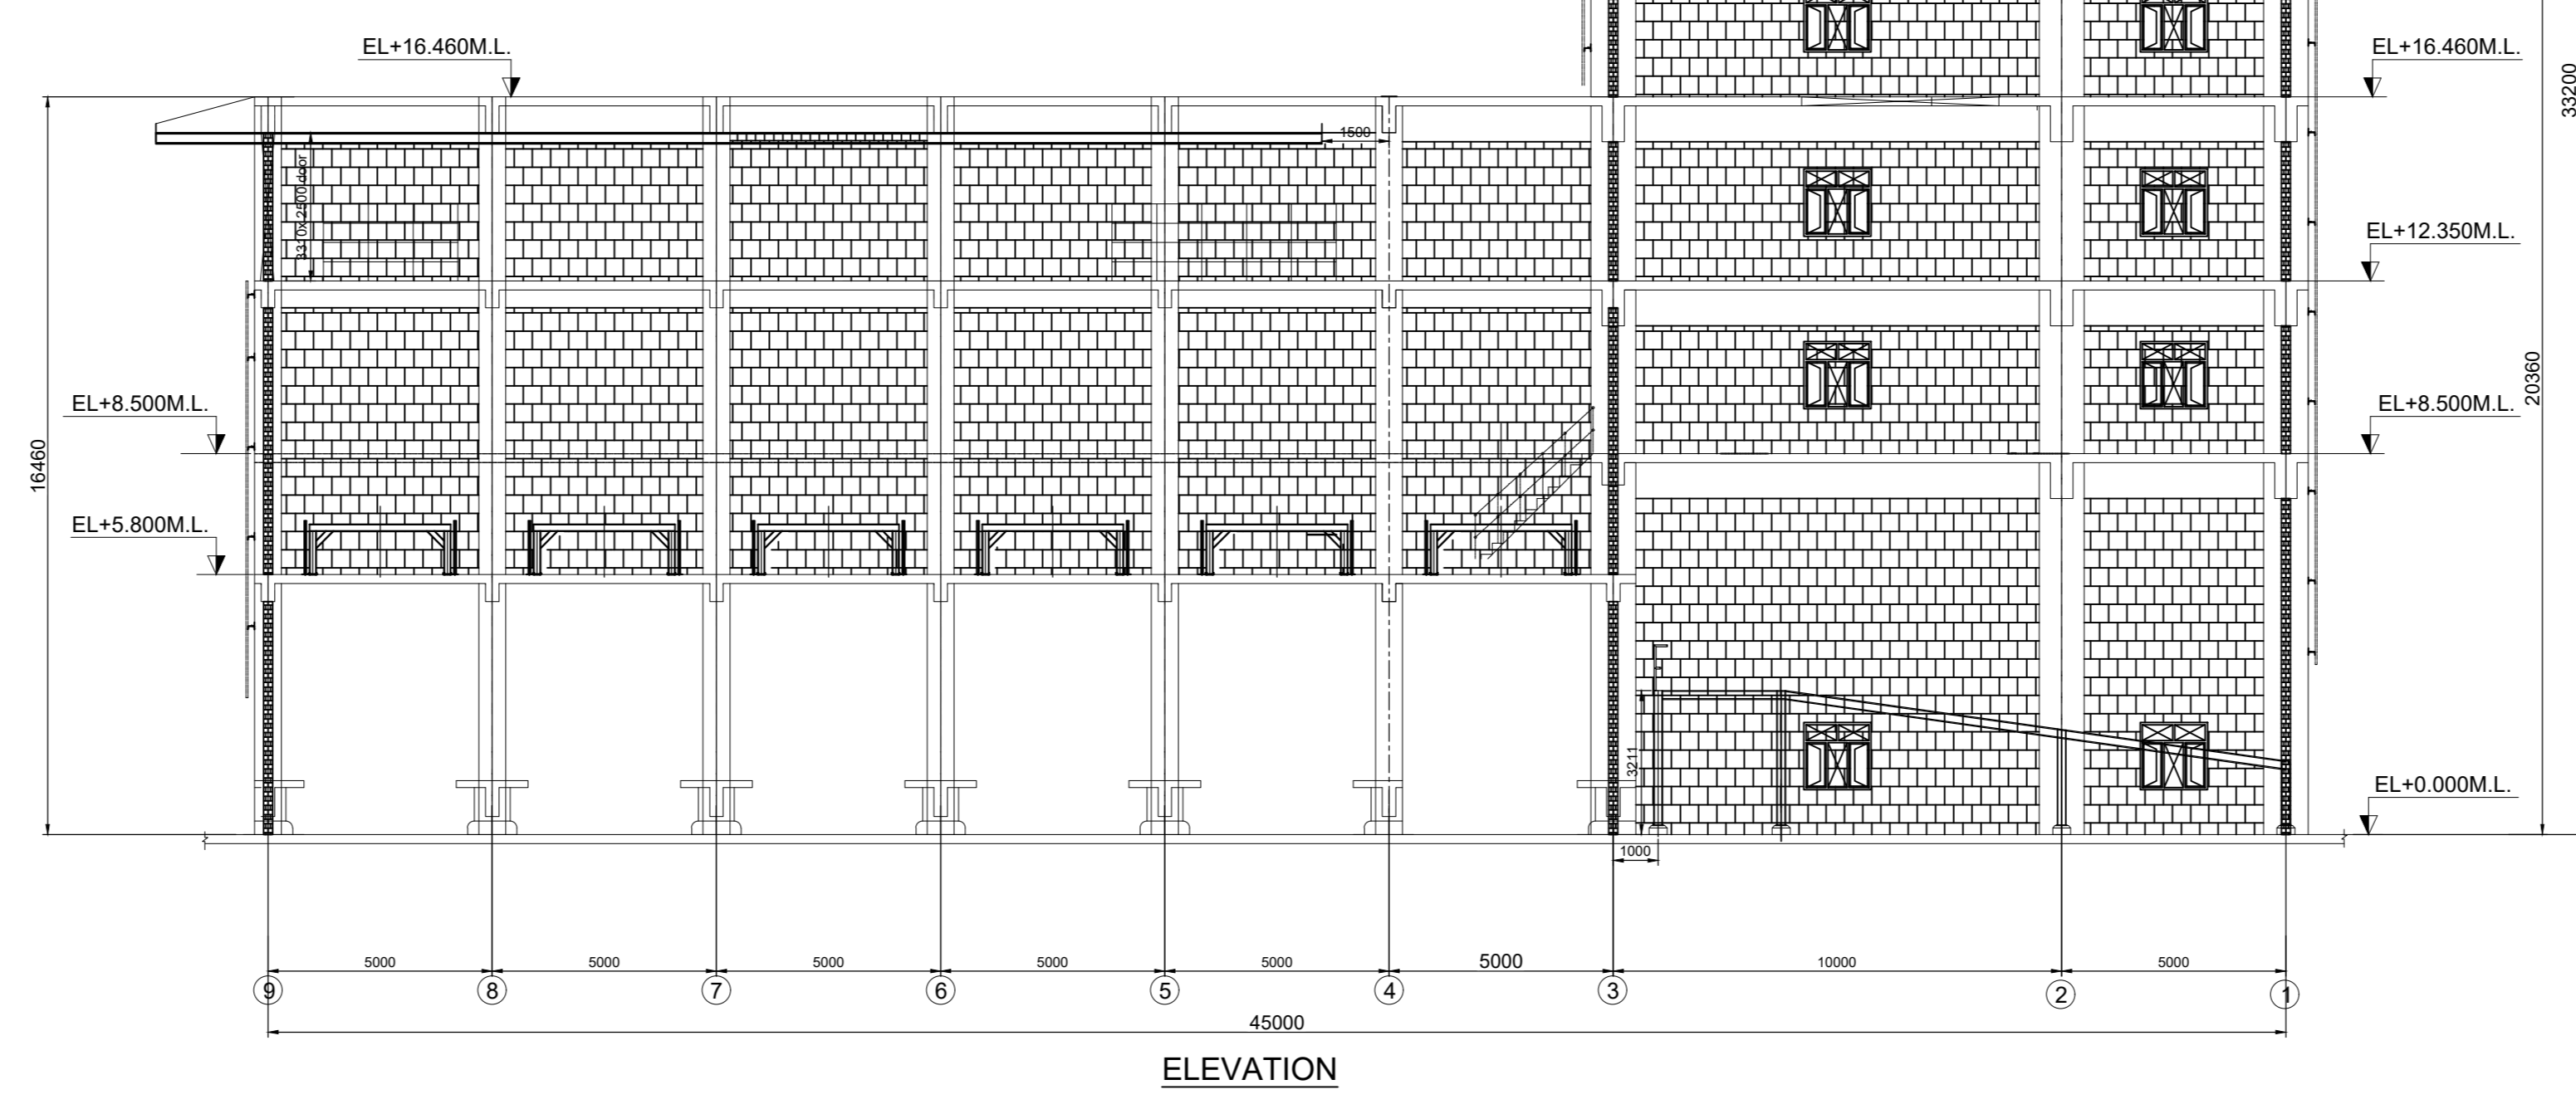 EL+16.460M.L.
EL+16.460M.L.
33200
1500
3310x2500 door
EL+12.350M.L.
20360
EL+8.500M.L.
EL+8.500M.L.
16460
EL+5.800M.L.
3211
EL+0.000M.L.
1000
5000 5000 5000 5000 5000 5000 10000 5000
9 8 7 6 5 4 3 2 1
45000
ELEVATION